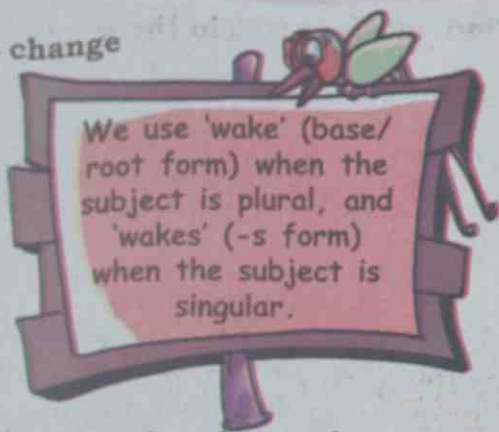 change
We use 'wake' (base/
root form) when the
subject is plural, and
'wakes' (-s form)
when the subject is
singular.